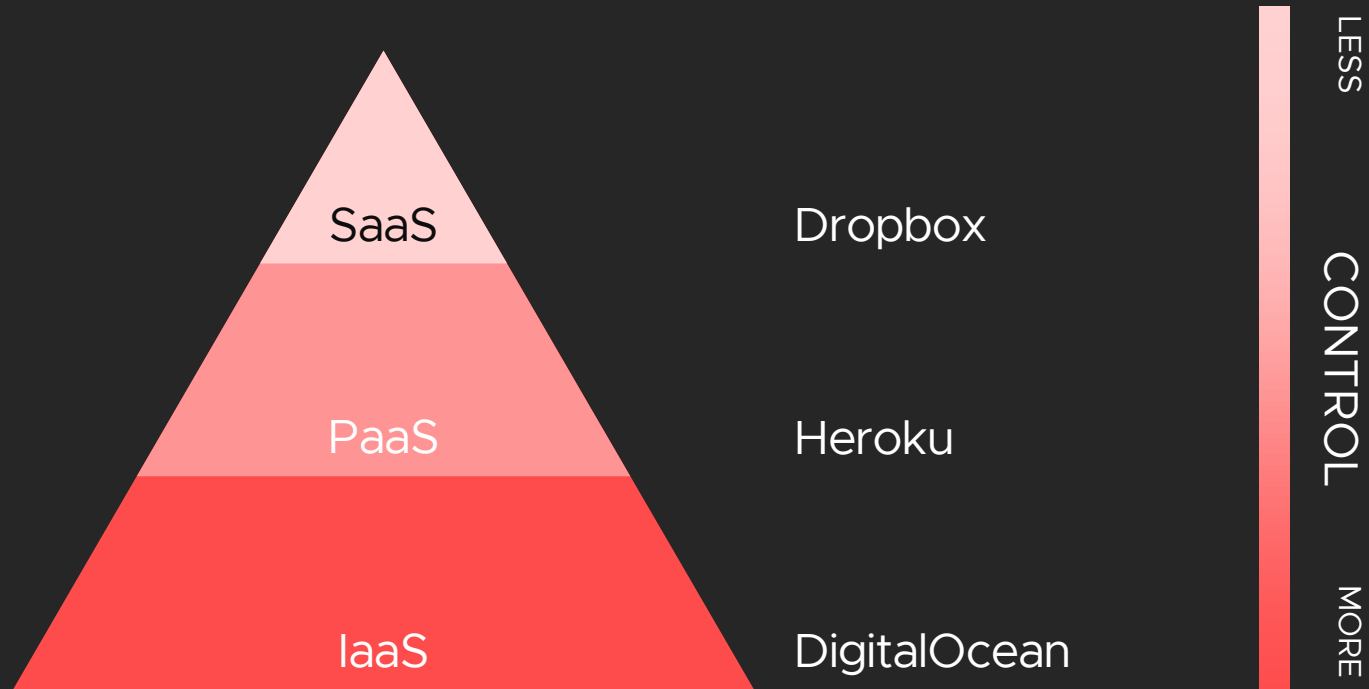 LESS
SaaS Dropbox
CONTROL
PaaS Heroku
MORE
IaaS DigitalOcean